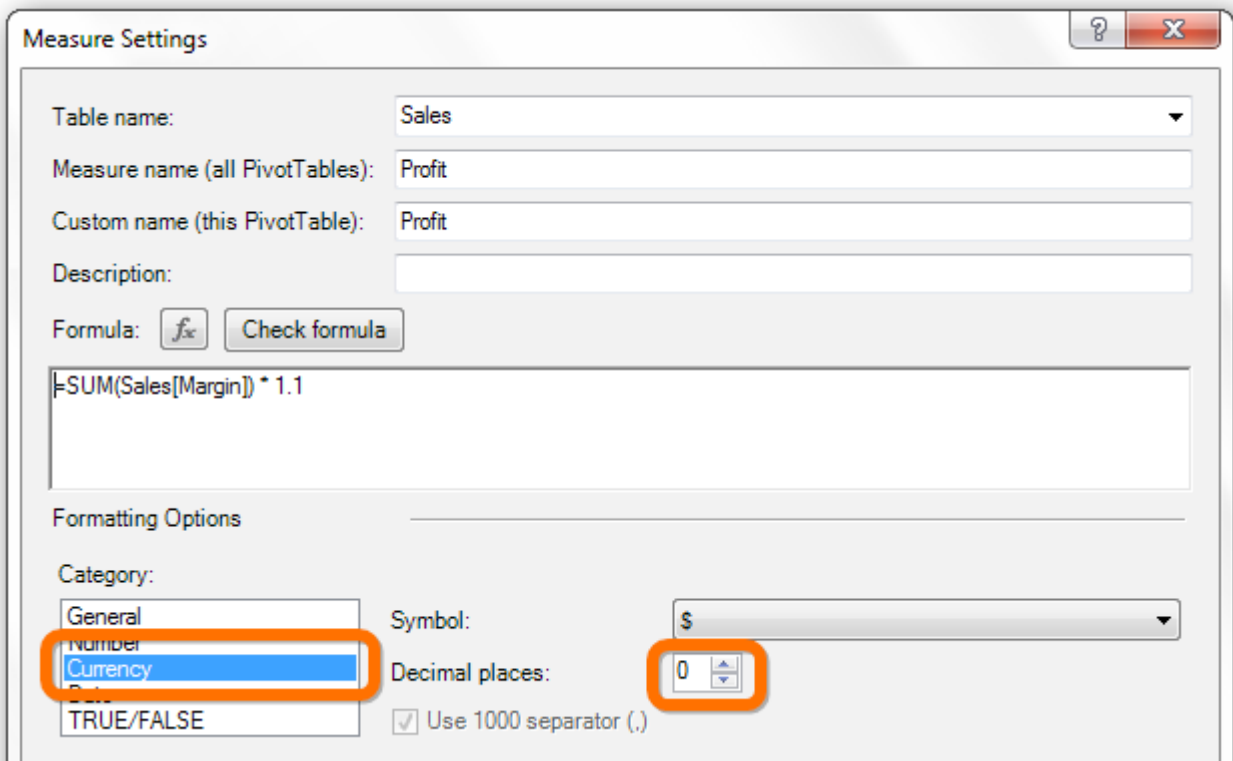 Measure Settings
Table name: Sales
Measure name (all PivotTables): Profit
Custom name (this PivotTable): Profit
Description:
Formula: fx Check formula
=SUM(Sales[Margin]) * 1.1
Formatting Options
Category:
General Symbol: $
Number
Currency Decimal places: 0
Date
TRUE/FALSE Use 1000 separator (,)